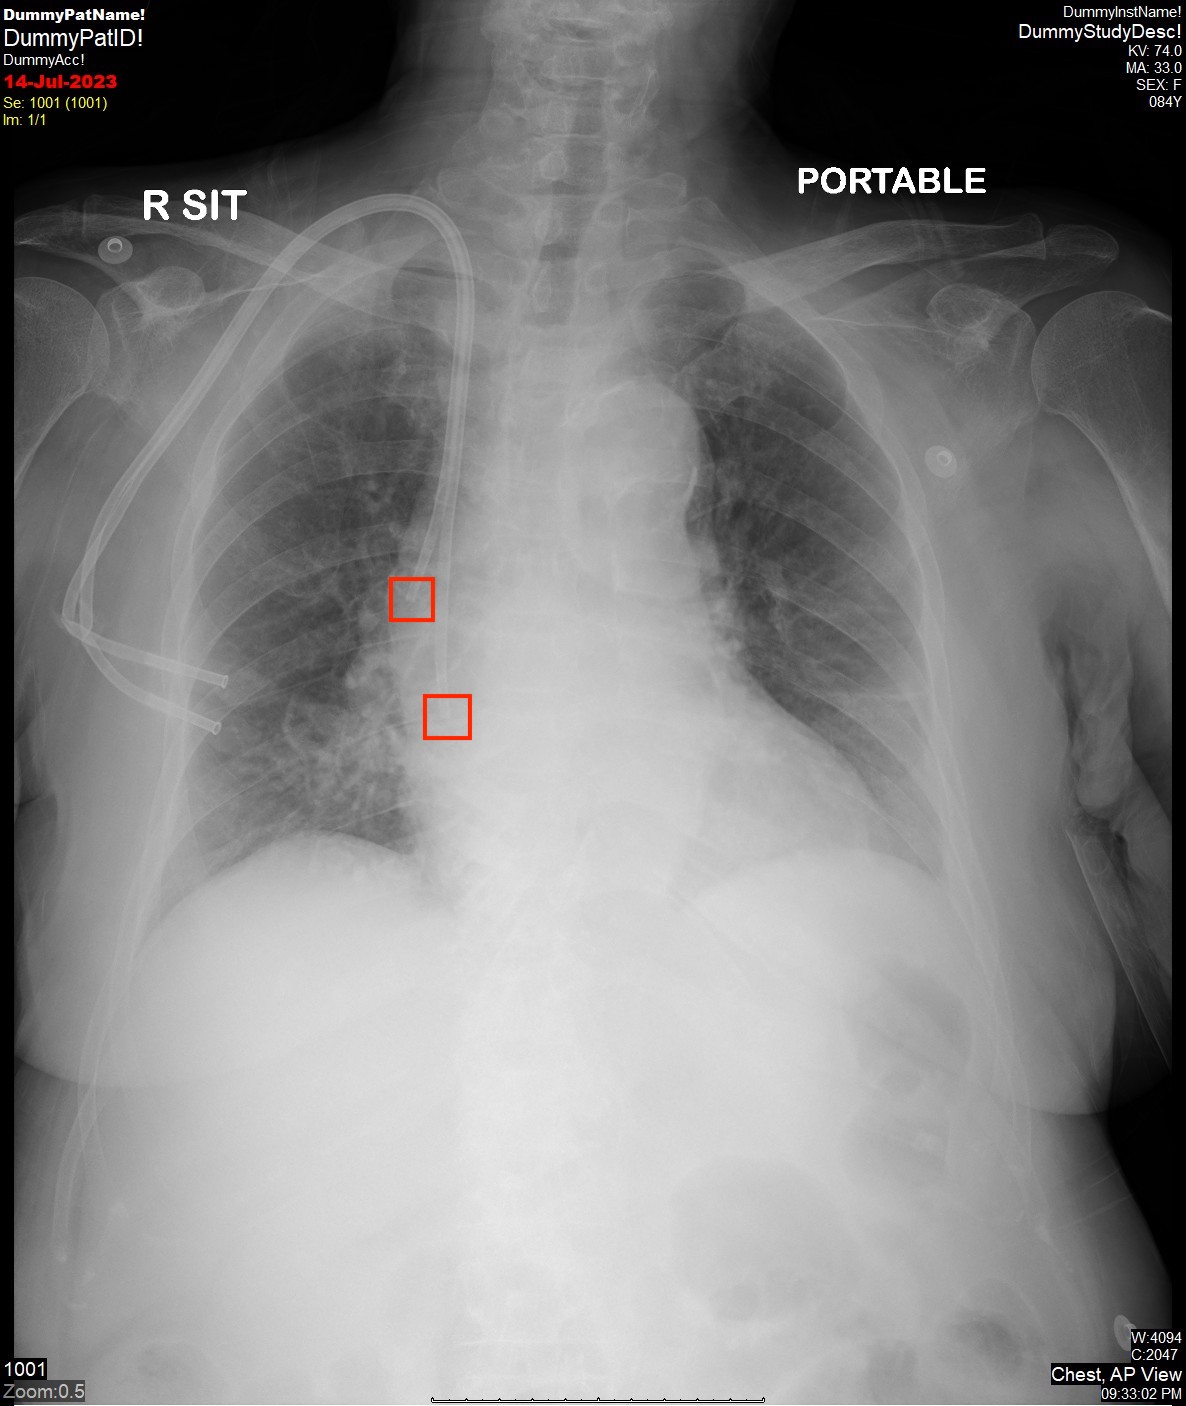 DummyPatName!
DummyPatID!
DummyAcc!
14-Jul-2023
Se: 1001 (1001)
Im: 1/1
DummyInstName!
DummyStudyDesc!
KV: 74.0
MA: 33.0
SEX: F
084Y
R SIT
PORTABLE
1001
Zoom:0.5
W:4094
C:2047
Chest, AP View
09:33:02 PM